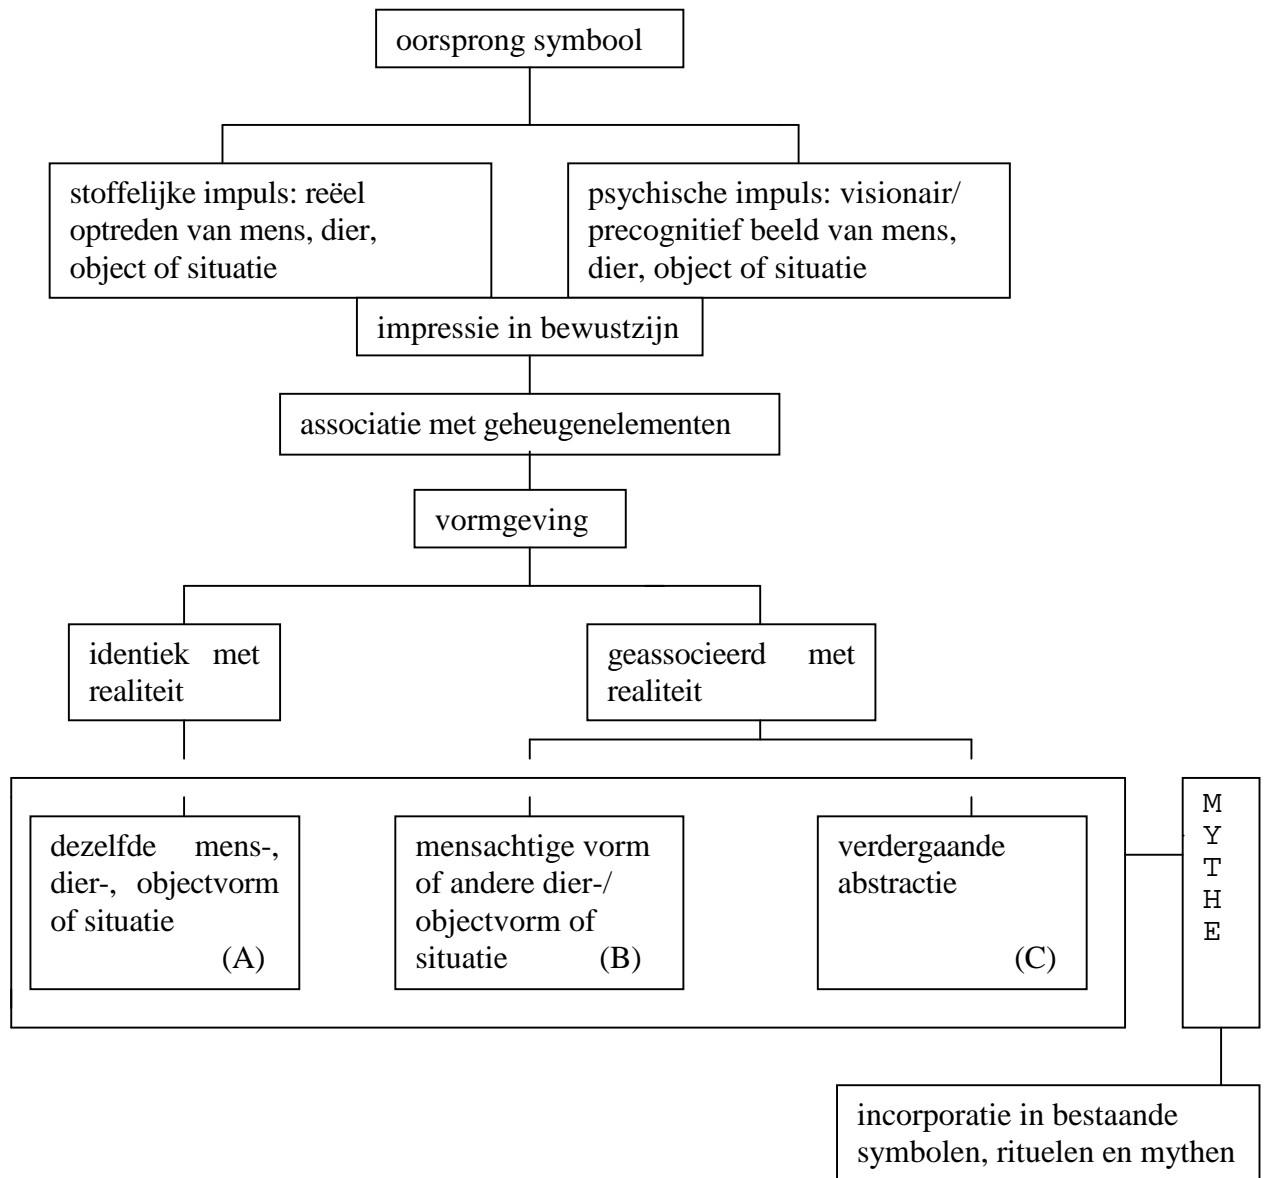 oorsprong symbool
stoffelijke impuls: reëel
optreden van mens, dier,
object of situatie
psychische impuls: visionair/
precognitief beeld van mens,
dier, object of situatie
impressie in bewustzijn
associatie met geheugenelementen
vormgeving
identiek met
realiteit
geassocieerd met
realiteit
dezelfde mens-,
dier-, objectvorm
of situatie
(A)
mensachtige vorm
of andere dier-/
objectvorm of
situatie (B)
verdergaande
abstractie
(C)
M
Y
T
H
E
incorporatie in bestaande
symbolen, rituelen en mythen